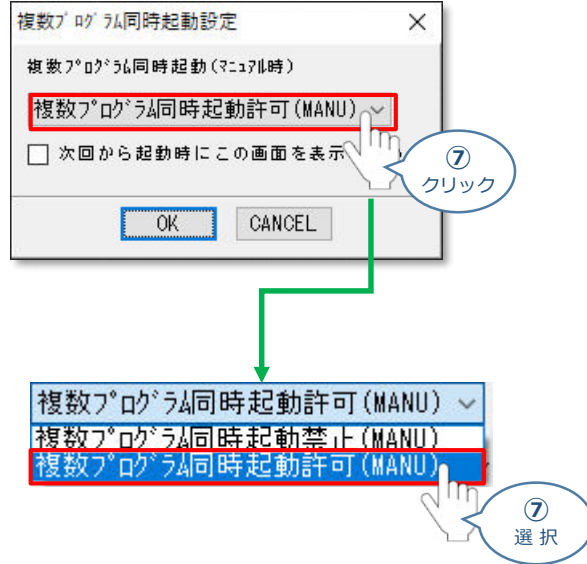 複数ﾌﾟﾛｸﾞﾗﾑ同時起動設定
複数ﾌﾟﾛｸﾞﾗﾑ同時起動(ﾏﾆｭｱﾙ時)
複数ﾌﾟﾛｸﾞﾗﾑ同時起動許可(MANU)
次回から起動時にこの画面を表示
⑦
クリック
OK
CANCEL
複数ﾌﾟﾛｸﾞﾗﾑ同時起動許可(MANU)
複数ﾌﾟﾛｸﾞﾗﾑ同時起動禁止(MANU)
複数ﾌﾟﾛｸﾞﾗﾑ同時起動許可(MANU)
⑦
選択